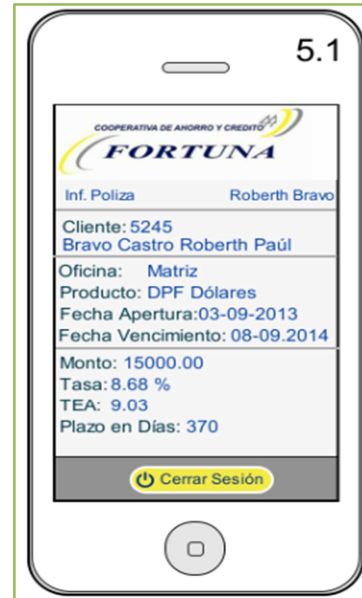 5.1
COOPERATIVA DE AHORRO Y CREDITO
FORTUNA
Inf. Poliza Roberth Bravo
Cliente: 5245
Bravo Castro Roberth Paúl
Oficina: Matriz
Producto: DPF Dólares
Fecha Apertura:03-09-2013
Fecha Vencimiento: 08-09.2014
Monto: 15000.00
Tasa: 8.68 %
TEA: 9.03
Plazo en Días: 370
Cerrar Sesión